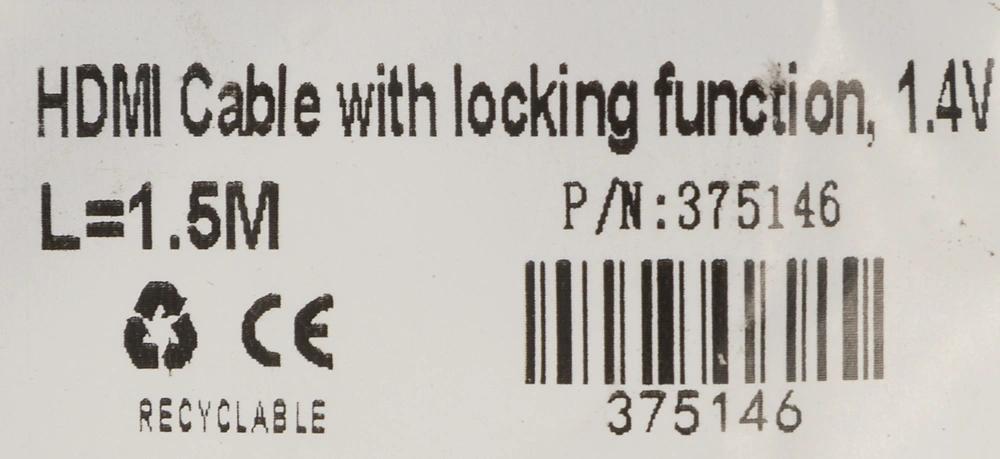 HDMI Cable with locking function, 1.4V
L=1.5M
P/N:375146
CE
RECYCLABLE
375146